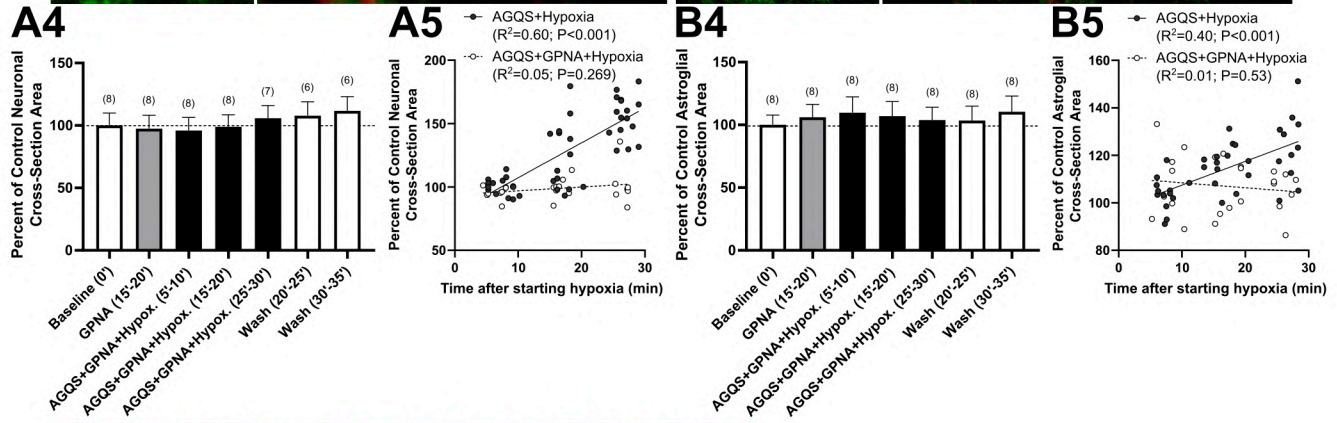 A4
Percent of Control Neuronal
Cross-Section Area
150
100
50
0
(8)
(8)
(8)
(8)
(7)
(6)
(6)
Baseline (0')
GPNA (15'-20')
AGQS+GPNA+Hypox. (5'-10')
AGQS+GPNA+Hypox. (15'-20')
AGQS+GPNA+Hypox. (25'-30')
Wash (20'-25')
Wash (30'-35')
A5
AGQS+Hypoxia
(R²=0.60; P<0.001)
AGQS+GPNA+Hypoxia
(R²=0.05; P=0.269)
Percent of Control Neuronal
Cross-Section Area
200
150
100
50
0
10
20
30
Time after starting hypoxia (min)
B4
Percent of Control Astroglial
Cross-Section Area
150
100
50
0
(8)
(8)
(8)
(8)
(8)
(8)
(8)
Baseline (0')
GPNA (15'-20')
AGQS+GPNA+Hypox. (5'-10')
AGQS+GPNA+Hypox. (15'-20')
AGQS+GPNA+Hypox. (25'-30')
Wash (20'-25')
Wash (30'-35')
B5
AGQS+Hypoxia
(R²=0.40; P<0.001)
AGQS+GPNA+Hypoxia
(R²=0.01; P=0.53)
Percent of Control Astroglial
Cross-Section Area
160
140
120
100
80
0
10
20
30
Time after starting hypoxia (min)